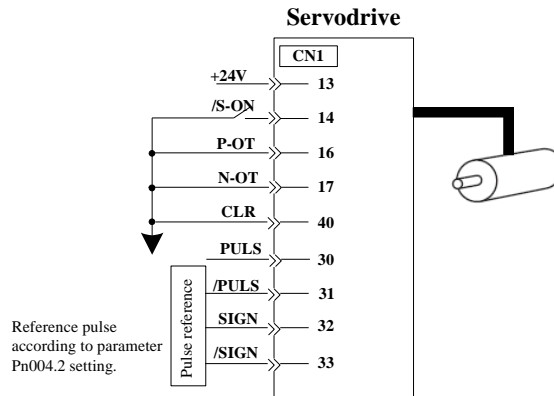 Servodrive
CN1
+24V 13
/S-ON 14
P-OT 16
N-OT 17
CLR 40
PULS 30
/PULS 31
SIGN 32
/SIGN 33
Pulse reference
Reference pulse
according to parameter
Pn004.2 setting.